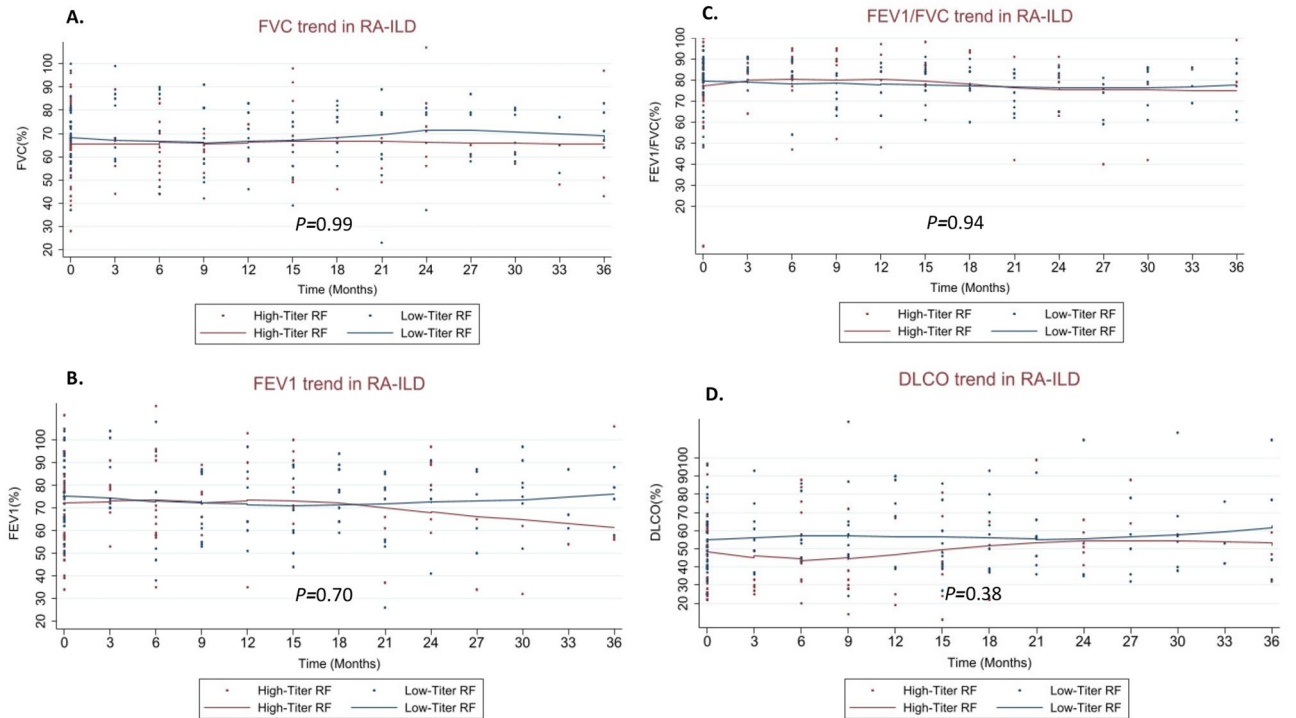 A.
FVC trend in RA-ILD
FVC(%)
100
90
80
70
60
50
40
30
20
P=0.99
0 3 6 9 12 15 18 21 24 27 30 33 36
Time (Months)
High-Titer RF Low-Titer RF
High-Titer RF Low-Titer RF
C.
FEV1/FVC trend in RA-ILD
FEV1/FVC(%)
100
90
80
70
60
50
40
30
20
P=0.94
0 3 6 9 12 15 18 21 24 27 30 33 36
Time (Months)
High-Titer RF Low-Titer RF
High-Titer RF Low-Titer RF
B.
FEV1 trend in RA-ILD
FEV1(%)
100
90
80
70
60
50
40
30
20
P=0.70
0 3 6 9 12 15 18 21 24 27 30 33 36
Time (Months)
High-Titer RF Low-Titer RF
High-Titer RF Low-Titer RF
D.
DLCO trend in RA-ILD
DLCO(%)
100
90
80
70
60
50
40
30
20
P=0.38
0 3 6 9 12 15 18 21 24 27 30 33 36
Time (Months)
High-Titer RF Low-Titer RF
High-Titer RF Low-Titer RF